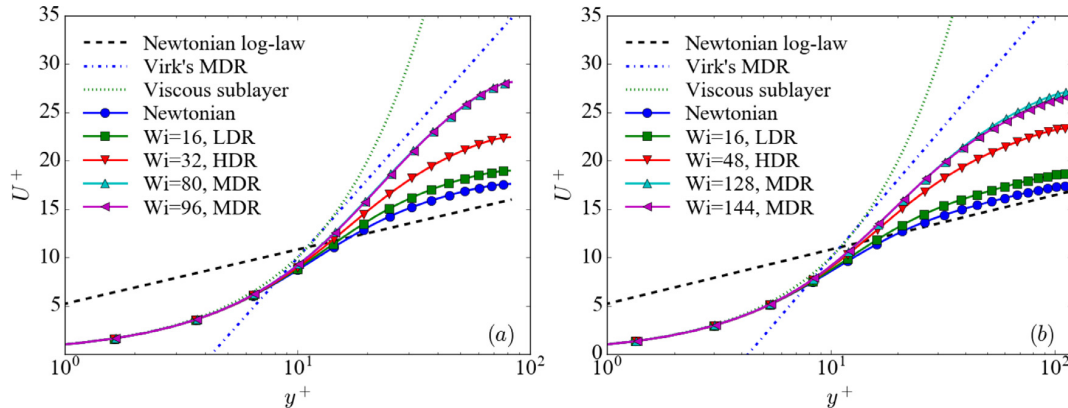 35
30
25
20
15
10
5
0
U+
Newtonian log-law
Virk's MDR
Viscous sublayer
Newtonian
Wi=16, LDR
Wi=32, HDR
Wi=80, MDR
Wi=96, MDR
(a)
10^0
10^1
10^2
y+
35
30
25
20
15
10
5
0
U+
Newtonian log-law
Virk's MDR
Viscous sublayer
Newtonian
Wi=16, LDR
Wi=48, HDR
Wi=128, MDR
Wi=144, MDR
(b)
10^0
10^1
10^2
y+